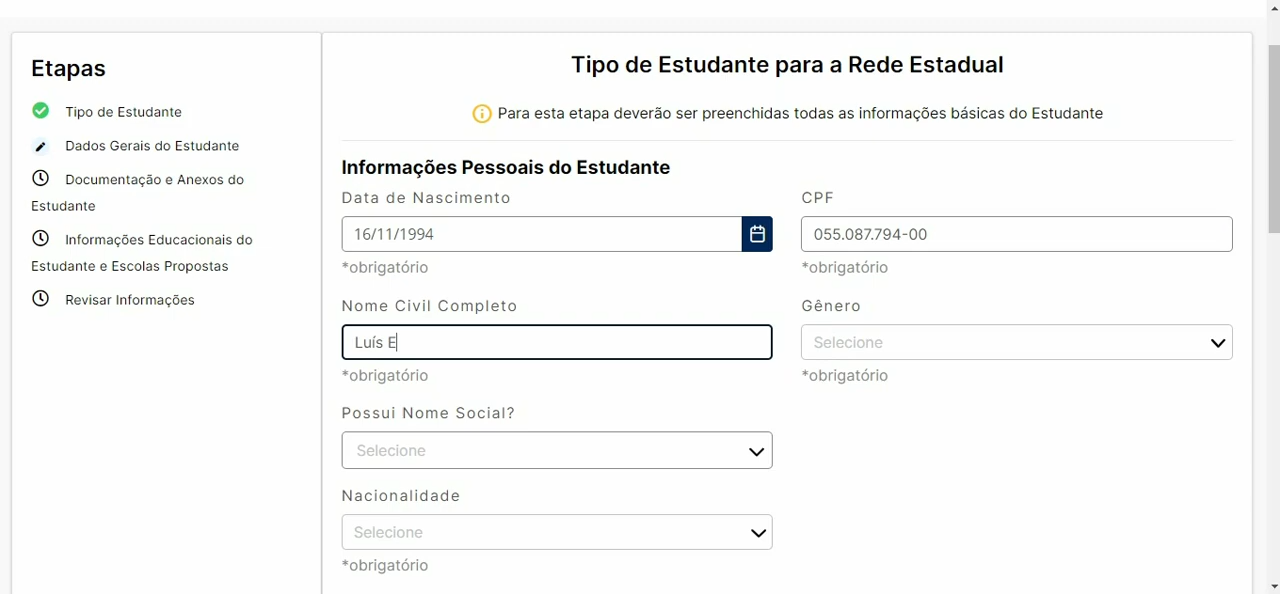 Etapas
Tipo de Estudante
Dados Gerais do Estudante
Documentação e Anexos do
Estudante
Informações Educacionais do
Estudante e Escolas Propostas
Revisar Informações
Tipo de Estudante para a Rede Estadual
Para esta etapa deverão ser preenchidas todas as informações básicas do Estudante
Informações Pessoais do Estudante
Data de Nascimento
16/11/1994
*obrigatório
CPF
055.087.794-00
*obrigatório
Nome Civil Completo
Luís E
*obrigatório
Gênero
Selecione
*obrigatório
Possui Nome Social?
Selecione
Nacionalidade
Selecione
*obrigatório